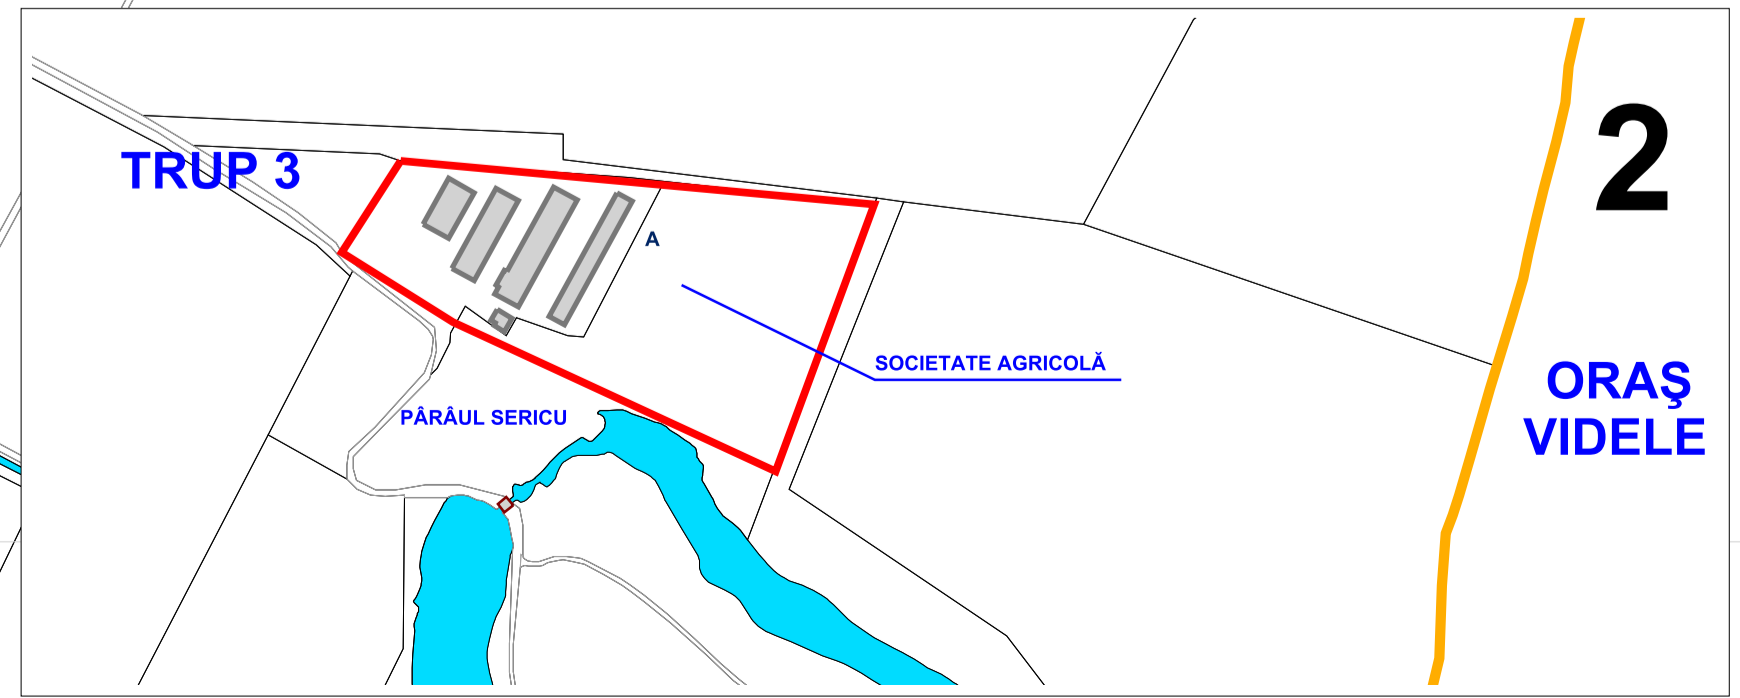 2
TRUP 3
A
SOCIETATE AGRICOLĂ
ORAŞ
VIDELE
PÂRÂUL SERICU